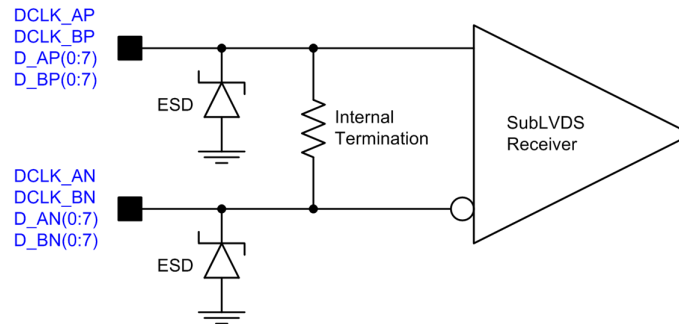 DCLK_AP
DCLK_BP
D_AP(0:7)
D_BP(0:7)
ESD
Internal
Termination
SubLVDS
Receiver
DCLK_AN
DCLK_BN
D_AN(0:7)
D_BN(0:7)
ESD